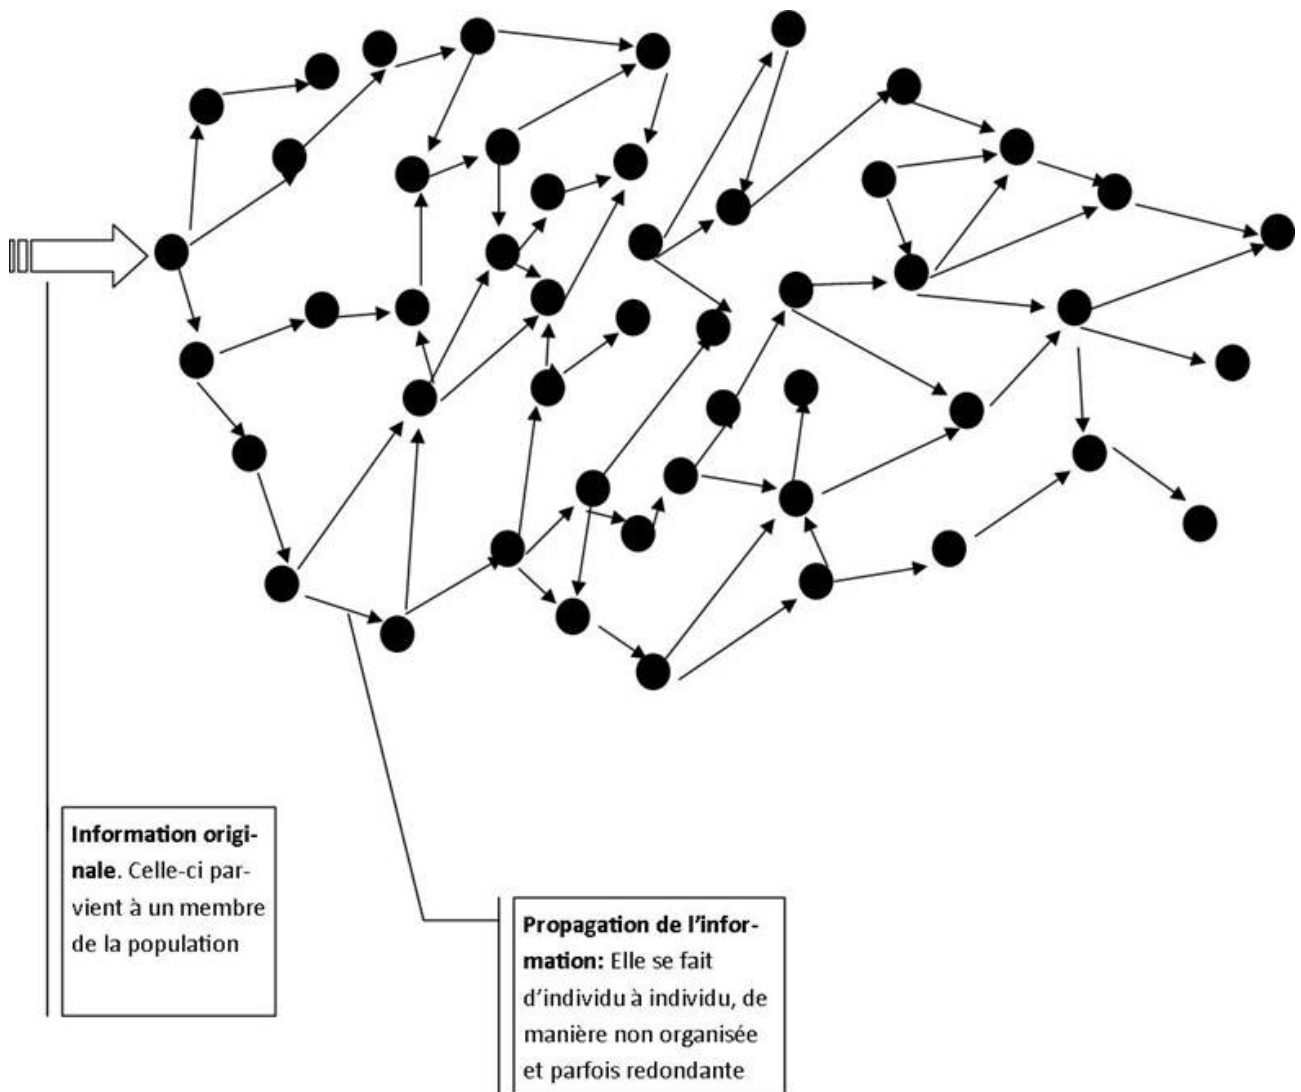 Information origi-
nale. Celle-ci par-
vient à un membre
de la population
Propagation de l'infor-
mation: Elle se fait
d'individu à individu, de
manière non organisée
et parfois redondante